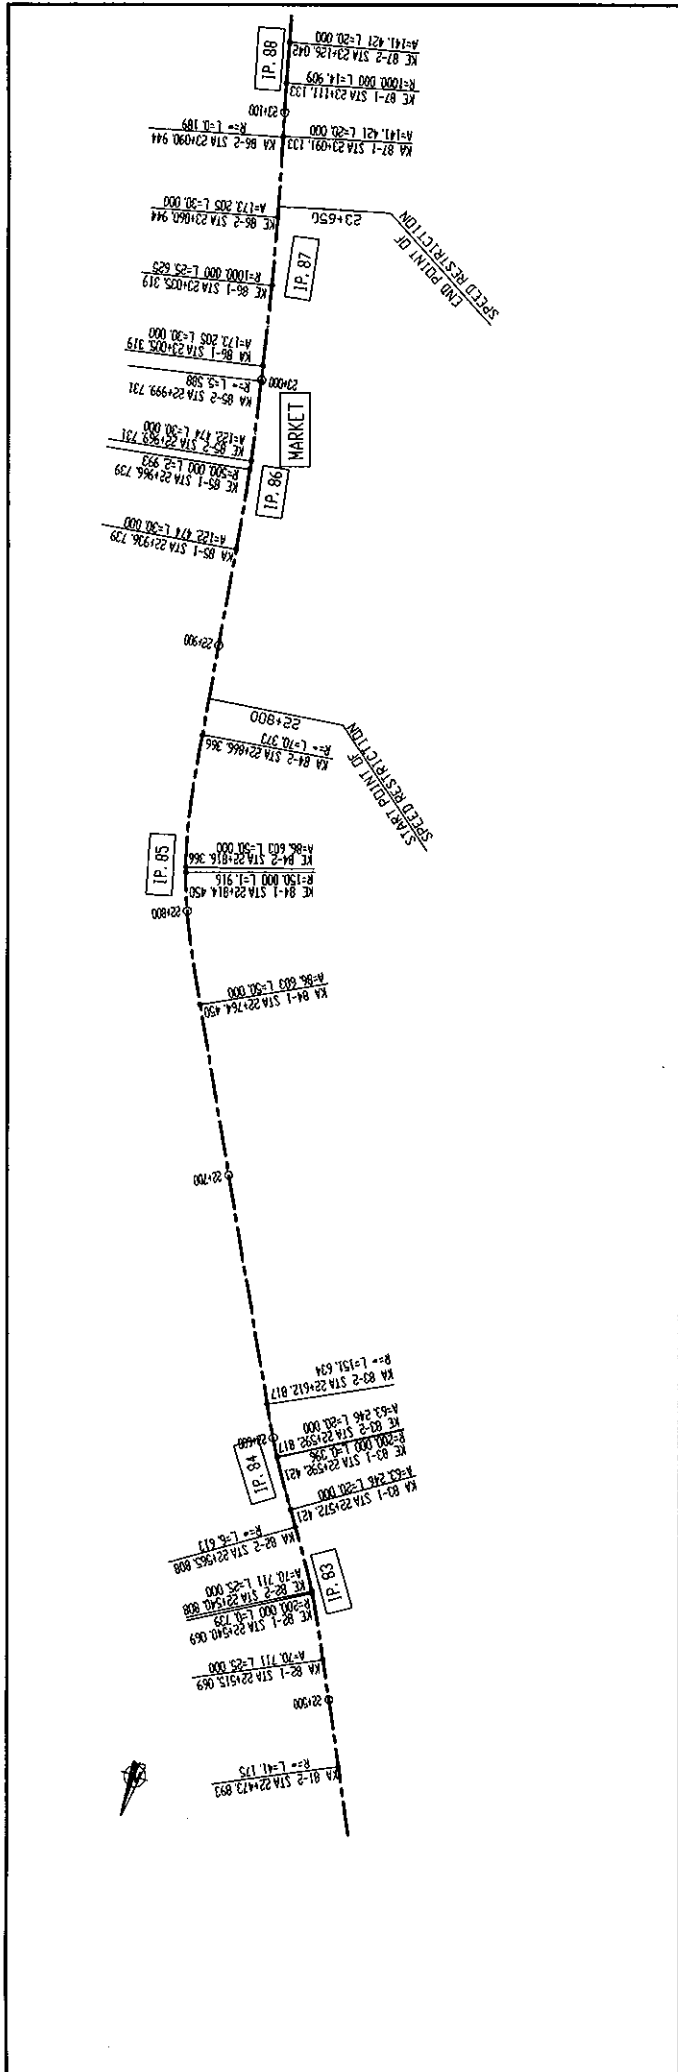 A=141. 421 L=20. 000
KE 87-2 STA 23+126. 042
R=1000. 000 L=14. 909
KE 87-1 STA 23+111. 133
IP. 88
23+100
A=141. 421 L=20. 000
KA 87-1 STA 23+091. 133
R=∞ L=0. 189
KA 86-2 STA 23+090. 944
A=173. 205 L=30. 000
KE 86-2 STA 23+060. 944
23+650
END POINT OF
SPEED RESTRICTION
IP. 87
R=1000. 000 L=25. 625
KE 86-1 STA 23+035. 319
A=173. 205 L=30. 000
KA 86-1 STA 23+005. 319
23+000
R=∞ L=5. 588
KA 85-2 STA 22+999. 731
A=122. 474 L=30. 000
KE 85-2 STA 22+969. 731
MARKET
R=500. 000 L=2. 993
KE 85-1 STA 22+966. 739
IP. 86
A=122. 474 L=30. 000
KA 85-1 STA 22+936. 739
22+900
22+800
START POINT OF
SPEED RESTRICTION
R=∞ L=70. 373
KA 84-2 STA 22+866. 366
IP. 85
A=86. 603 L=50. 000
KE 84-2 STA 22+816. 366
R=150. 000 L=1. 916
KE 84-1 STA 22+814. 450
22+800
A=86. 603 L=50. 000
KA 84-1 STA 22+764. 450
22+700
R=∞ L=151. 634
KA 83-2 STA 22+612. 817
22+600
A=63. 246 L=20. 000
KE 83-2 STA 22+592. 817
R=200. 000 L=0. 396
KE 83-1 STA 22+592. 421
IP. 84
A=63. 246 L=20. 000
KA 83-1 STA 22+572. 421
R=∞ L=6. 613
KA 82-2 STA 22+565. 808
IP. 83
A=70. 711 L=25. 000
KE 82-2 STA 22+540. 808
R=200. 000 L=0. 739
KE 82-1 STA 22+540. 069
A=70. 711 L=25. 000
KA 82-1 STA 22+515. 069
22+500
R=∞ L=41. 175
KA 81-2 STA 22+473. 893